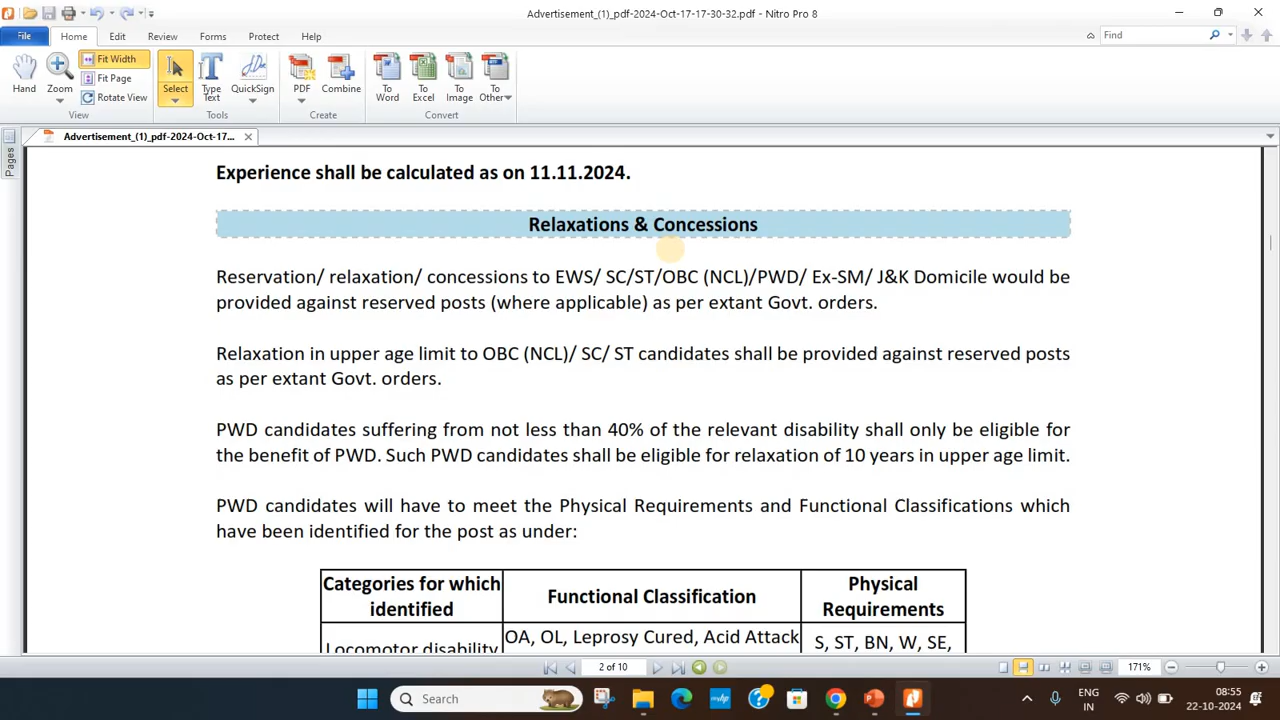 Advertisement_(1)_pdf-2024-Oct-17-17-30-32.pdf - Nitro Pro 8
File Home Edit Review Forms Protect Help Find
Hand Zoom Fit Width Fit Page Rotate View Select Type Text QuickSign PDF Combine To Word To Excel To Image To Other
View Tools Create Convert
Pages Advertisement_(1)_pdf-2024-Oct-17...
Experience shall be calculated as on 11.11.2024.
Relaxations & Concessions
Reservation/ relaxation/ concessions to EWS/ SC/ST/OBC (NCL)/PWD/ Ex-SM/ J&K Domicile would be
provided against reserved posts (where applicable) as per extant Govt. orders.
Relaxation in upper age limit to OBC (NCL)/ SC/ ST candidates shall be provided against reserved posts
as per extant Govt. orders.
PWD candidates suffering from not less than 40% of the relevant disability shall only be eligible for
the benefit of PWD. Such PWD candidates shall be eligible for relaxation of 10 years in upper age limit.
PWD candidates will have to meet the Physical Requirements and Functional Classifications which
have been identified for the post as under:
Categories for which identified Functional Classification Physical Requirements
Locomotor disability OA, OL, Leprosy Cured, Acid Attack S, ST, BN, W, SE,
2 of 10 171%
Search hp ENG IN 08:55 22-10-2024